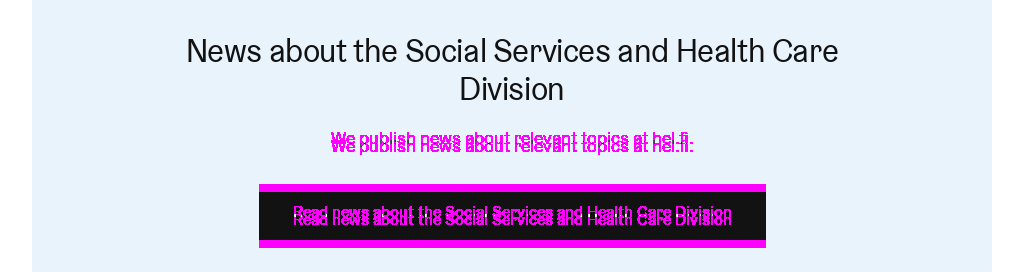 News about the Social Services and Health Care
Division
We publish news about relevant topics at hel.fi.
Read news about the Social Services and Health Care Division